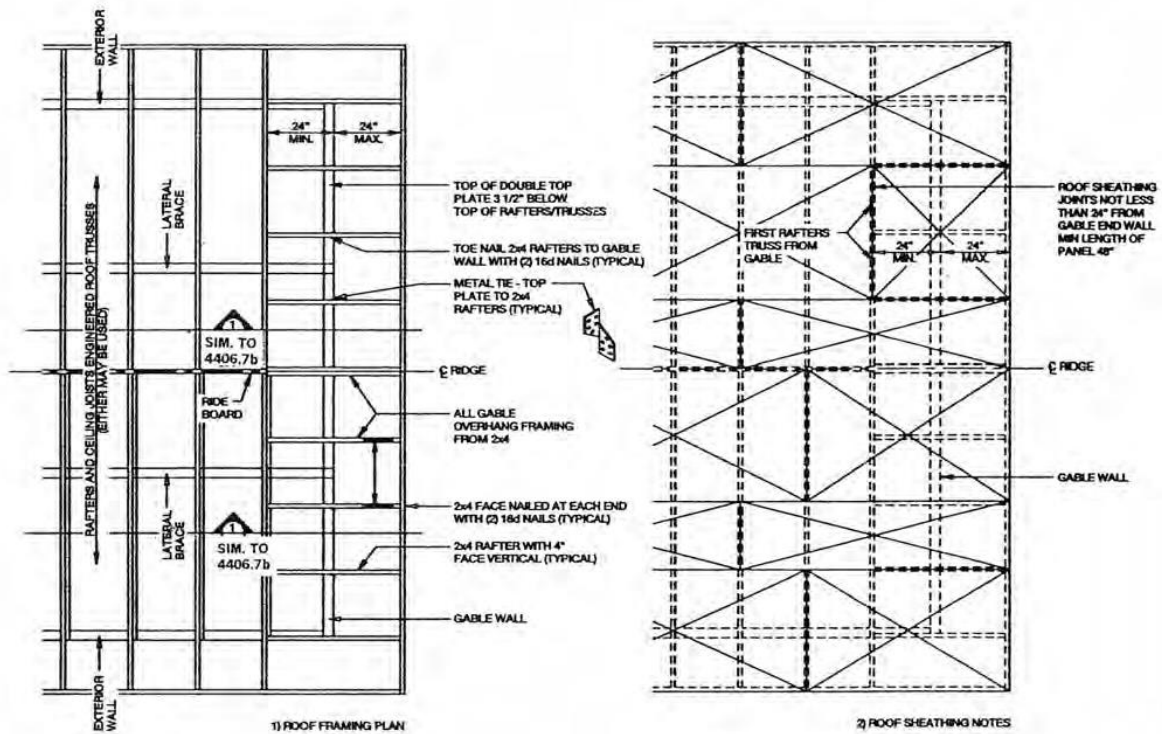 EXTERIOR
WALL
24"
MIN.
24"
MAX.
LATERAL
BRACE
RAFTERS AND CEILING JOISTS ENGINEERED ROOF TRUSSES
(EITHER MAY BE USED)
TOP OF DOUBLE TOP
PLATE 3 1/2" BELOW
TOP OF RAFTERS/TRUSSES
TOE NAIL 2x4 RAFTERS TO GABLE
WALL WITH (2) 16d NAILS (TYPICAL)
METAL TIE - TOP
PLATE TO 2x4
RAFTERS (TYPICAL)
1
SIM. TO
4406.7b
℄ RIDGE
RIDE
BOARD
ALL GABLE
OVERHANG FRAMING
FROM 2x4
LATERAL
BRACE
1
SIM. TO
4406.7b
2x4 FACE NAILED AT EACH END
WITH (2) 16d NAILS (TYPICAL)
2x4 RAFTER WITH 4"
FACE VERTICAL (TYPICAL)
GABLE WALL
EXTERIOR
WALL
1) ROOF FRAMING PLAN
ROOF SHEATHING
JOINTS NOT LESS
THAN 24" FROM
GABLE END WALL
MIN LENGTH OF
PANEL 48"
FIRST RAFTERS
TRUSS FROM
GABLE
24"
MIN.
24"
MAX.
℄ RIDGE
GABLE WALL
2) ROOF SHEATHING NOTES